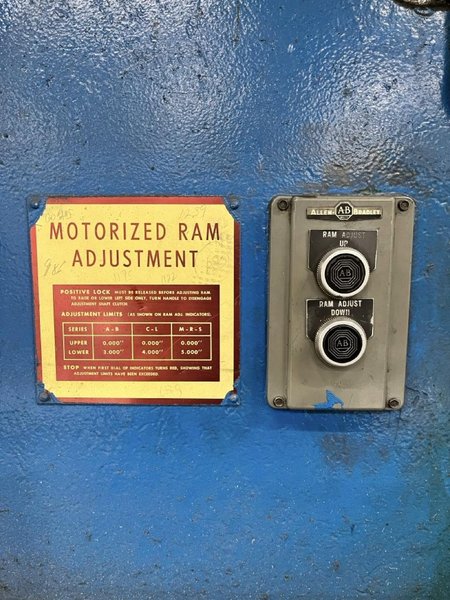 MOTORIZED RAM
ADJUSTMENT
POSITIVE LOCK MUST BE RELEASED BEFORE ADJUSTING RAM.
TO RAISE OR LOWER LEFT SIDE ONLY, TURN HANDLE TO DISENGAGE
ADJUSTMENT SHAFT CLUTCH.
ADJUSTMENT LIMITS (AS SHOWN ON RAM ADJ. INDICATORS).
SERIES A-B C-L M-R-S
UPPER 0.000" 0.000" 0.000"
LOWER 3.000" 4.000" 5.000"
STOP WHEN FIRST DIAL OF INDICATORS TURNS RED, SHOWING THAT
ADJUSTMENT LIMITS HAVE BEEN EXCEEDED.
ALLEN AB BRADLEY
RAM ADJUST
UP
AB
RAM ADJUST
DOWN
AB